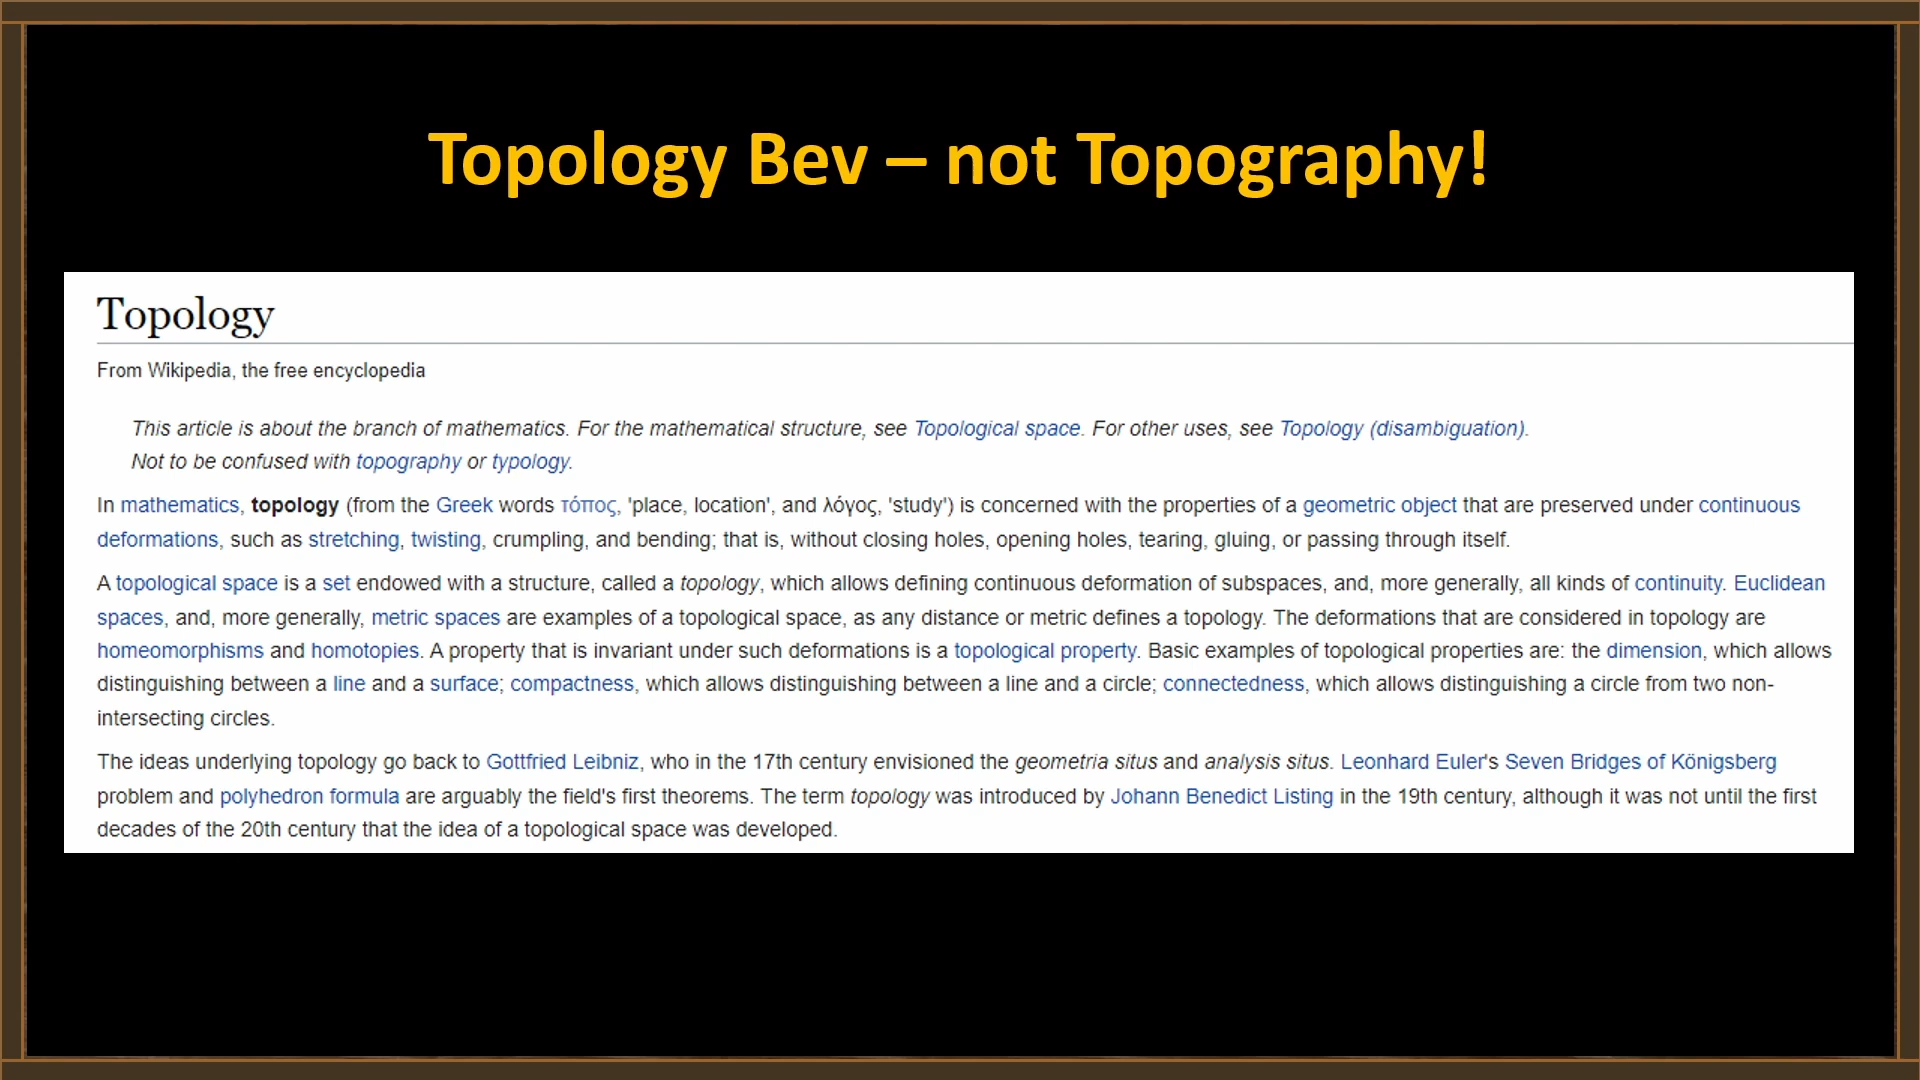 Topology Bev – not Topography!
Topology
From Wikipedia, the free encyclopedia
This article is about the branch of mathematics. For the mathematical structure, see Topological space. For other uses, see Topology (disambiguation).
Not to be confused with topography or typology.
In mathematics, topology (from the Greek words τόπος, 'place, location', and λόγος, 'study') is concerned with the properties of a geometric object that are preserved under continuous
deformations, such as stretching, twisting, crumpling, and bending; that is, without closing holes, opening holes, tearing, gluing, or passing through itself.
A topological space is a set endowed with a structure, called a topology, which allows defining continuous deformation of subspaces, and, more generally, all kinds of continuity. Euclidean
spaces, and, more generally, metric spaces are examples of a topological space, as any distance or metric defines a topology. The deformations that are considered in topology are
homeomorphisms and homotopies. A property that is invariant under such deformations is a topological property. Basic examples of topological properties are: the dimension, which allows
distinguishing between a line and a surface; compactness, which allows distinguishing between a line and a circle; connectedness, which allows distinguishing a circle from two non-
intersecting circles.
The ideas underlying topology go back to Gottfried Leibniz, who in the 17th century envisioned the geometria situs and analysis situs. Leonhard Euler's Seven Bridges of Königsberg
problem and polyhedron formula are arguably the field's first theorems. The term topology was introduced by Johann Benedict Listing in the 19th century, although it was not until the first
decades of the 20th century that the idea of a topological space was developed.